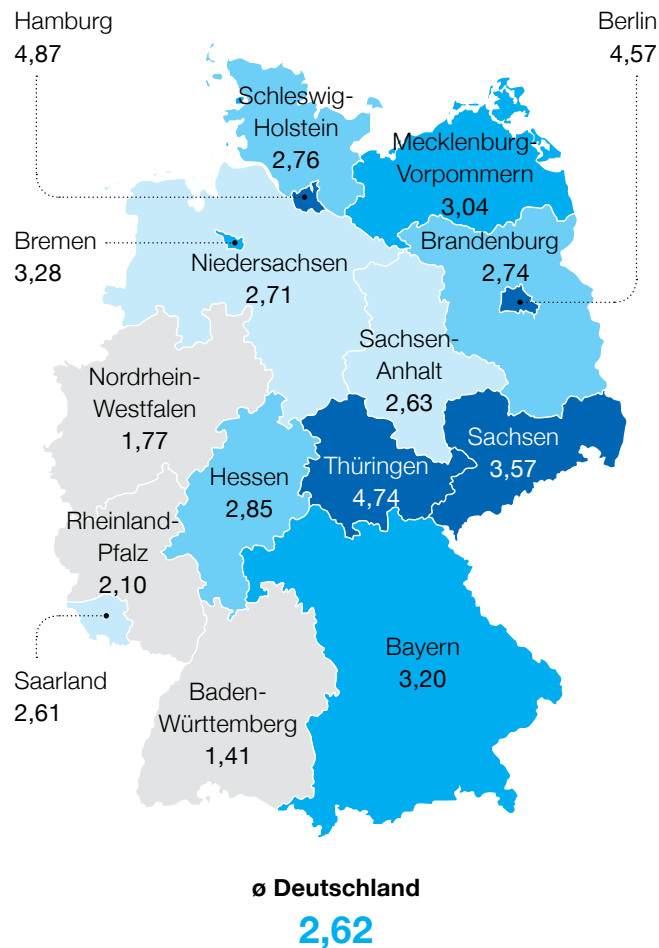 Hamburg
4,87
Berlin
4,57
Schleswig-
Holstein
2,76
Mecklenburg-
Vorpommern
3,04
Bremen
3,28
Niedersachsen
2,71
Brandenburg
2,74
Sachsen-
Anhalt
2,63
Nordrhein-
Westfalen
1,77
Hessen
2,85
Thüringen
4,74
Sachsen
3,57
Rheinland-
Pfalz
2,10
Saarland
2,61
Baden-
Württemberg
1,41
Bayern
3,20
ø Deutschland
2,62